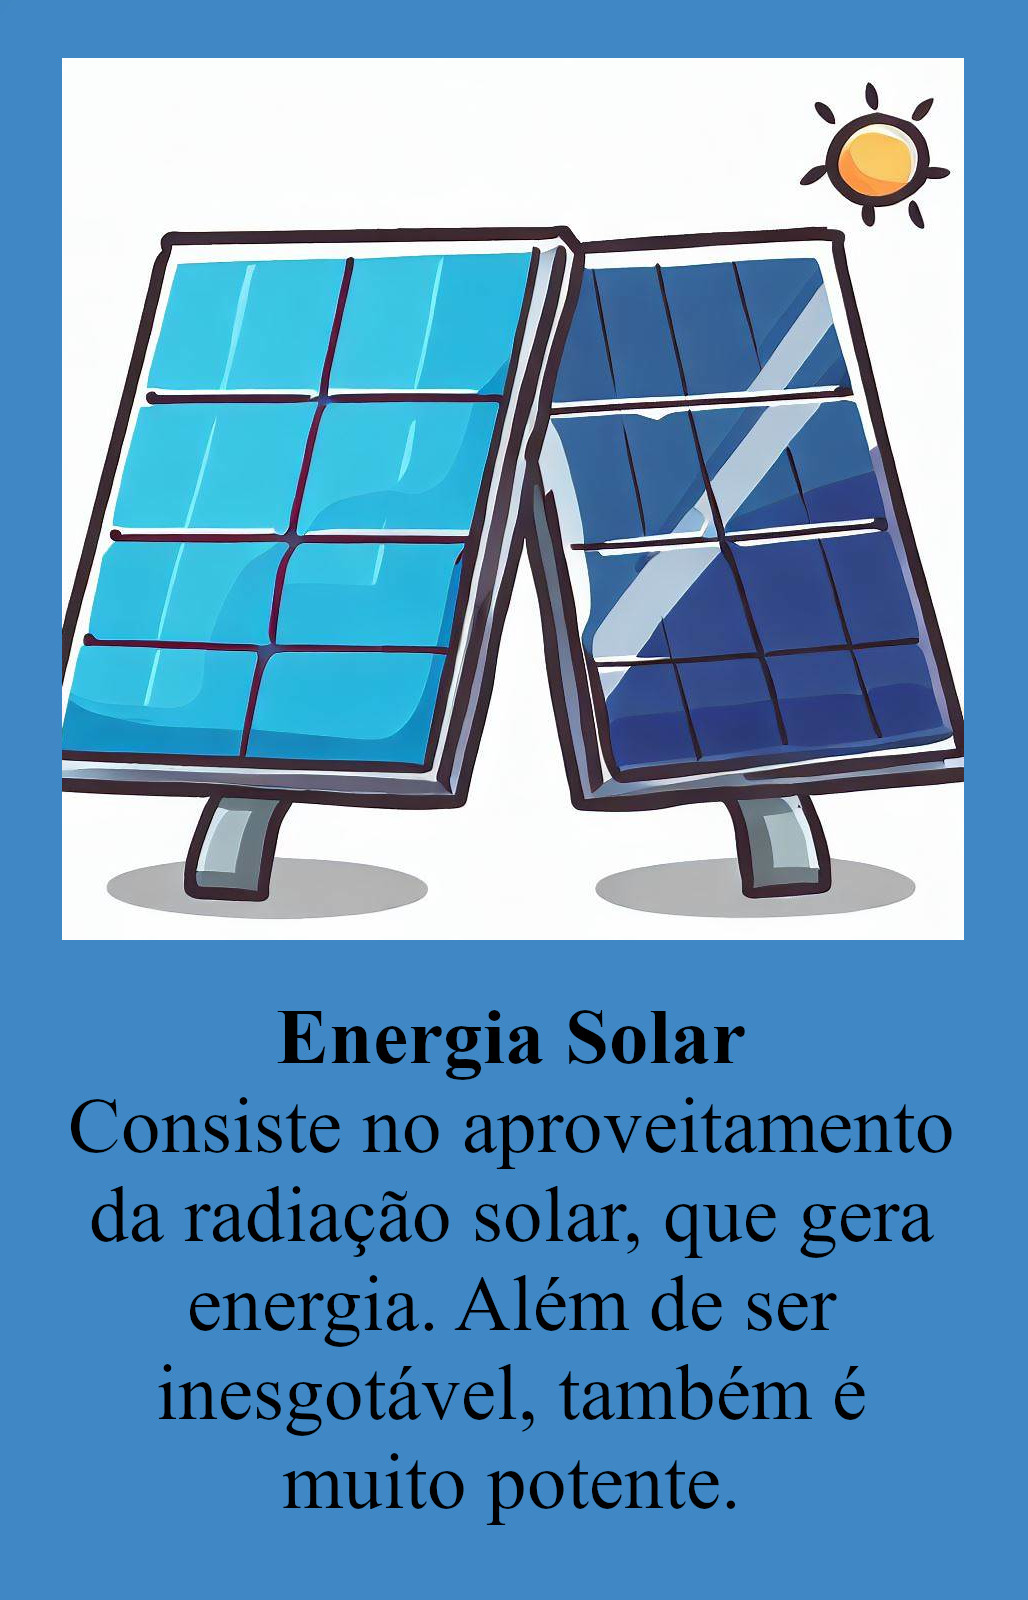 Energia Solar
Consiste no aproveitamento
da radiação solar, que gera
energia. Além de ser
inesgotável, também é
muito potente.